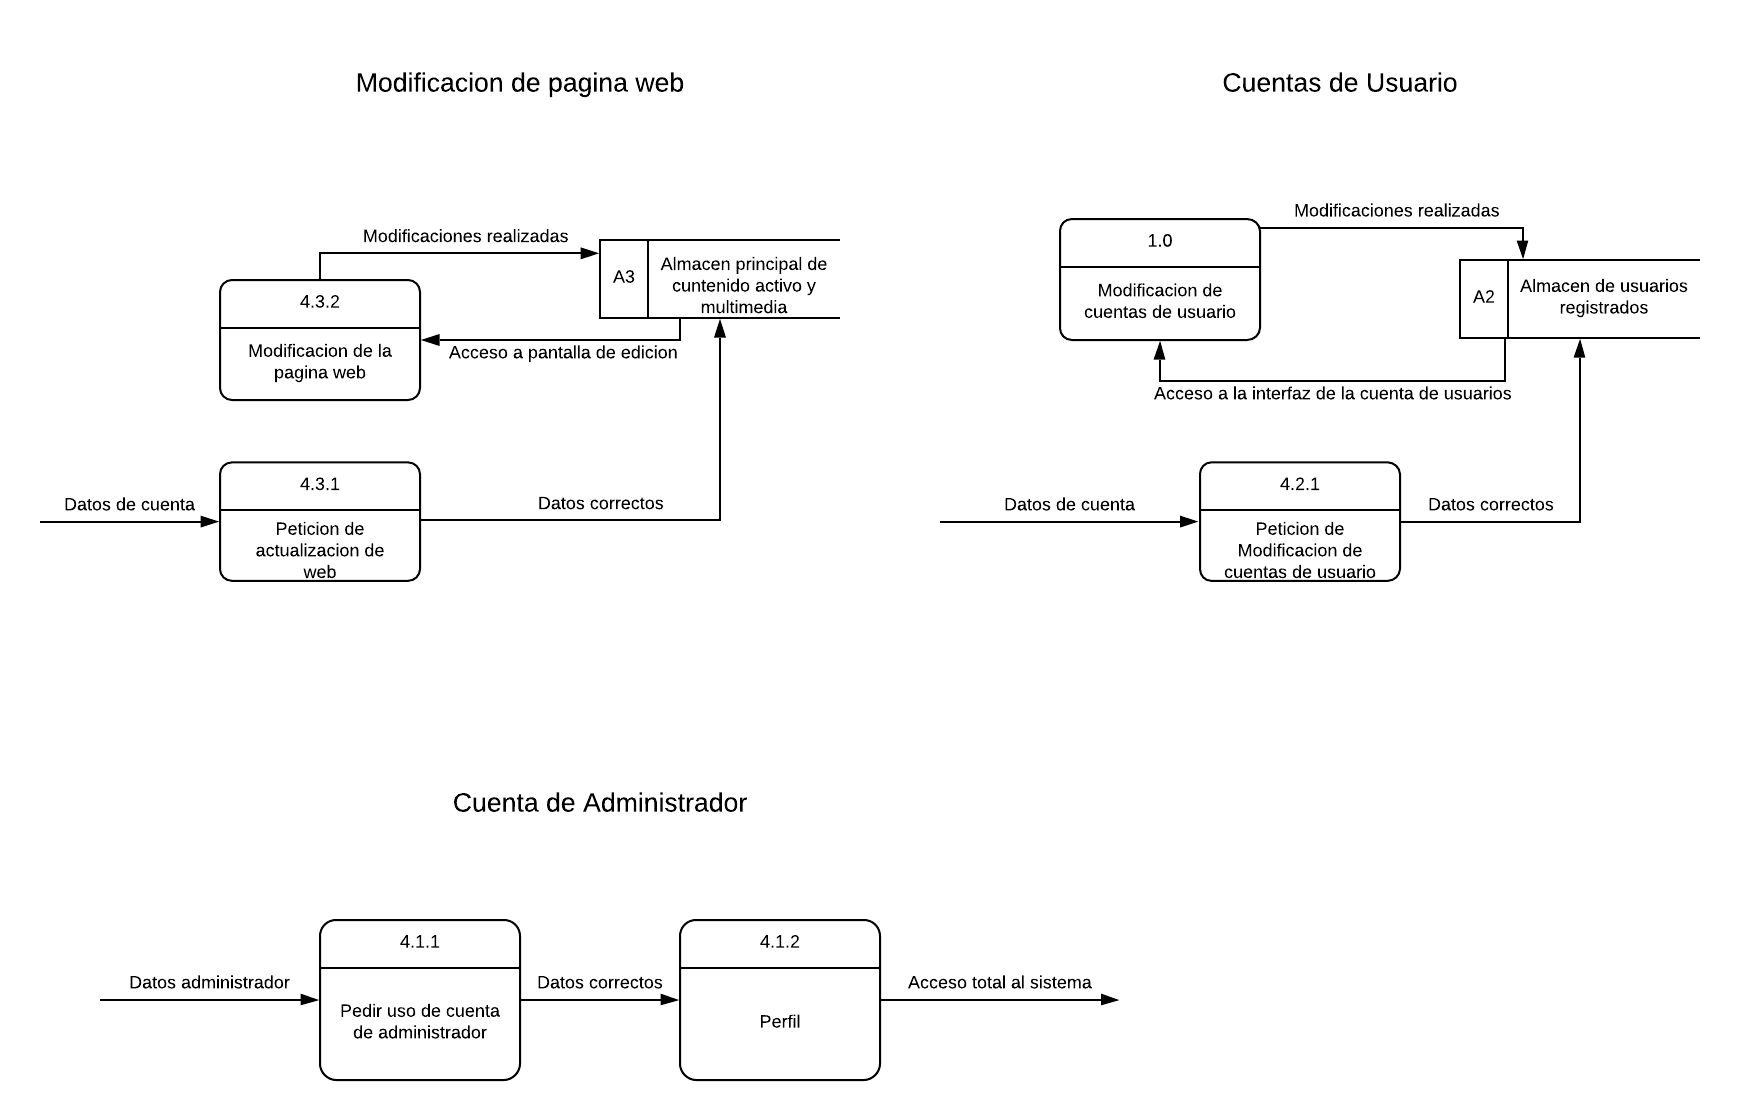 Modificacion de pagina web
Modificaciones realizadas
A3
Almacen principal de
cuntenido activo y
multimedia
4.3.2
Modificacion de la
pagina web
Acceso a pantalla de edicion
Datos de cuenta
4.3.1
Peticion de
actualizacion de
web
Datos correctos
Cuentas de Usuario
Modificaciones realizadas
1.0
Modificacion de
cuentas de usuario
A2
Almacen de usuarios
registrados
Acceso a la interfaz de la cuenta de usuarios
Datos de cuenta
4.2.1
Peticion de
Modificacion de
cuentas de usuario
Datos correctos
Cuenta de Administrador
Datos administrador
4.1.1
Pedir uso de cuenta
de administrador
Datos correctos
4.1.2
Perfil
Acceso total al sistema